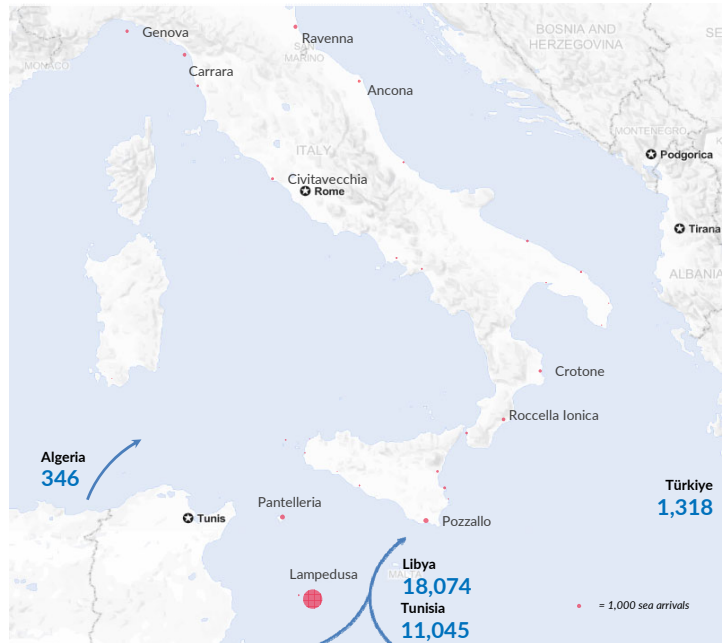 Genova
Ravenna
BOSNIA AND
HERZEGOVINA
SE
SAN
MARINO
MONACO
Carrara
Ancona
MONTENEGRO
K
ITALY
Podgorica
Civitavecchia
Rome
Tirana
ALBANIA
Crotone
Roccella Ionica
Algeria
346
Türkiye
1,318
Pantelleria
Tunis
Pozzallo
Lampedusa
Libya
MALTA
18,074
= 1,000 sea arrivals
Tunisia
11,045